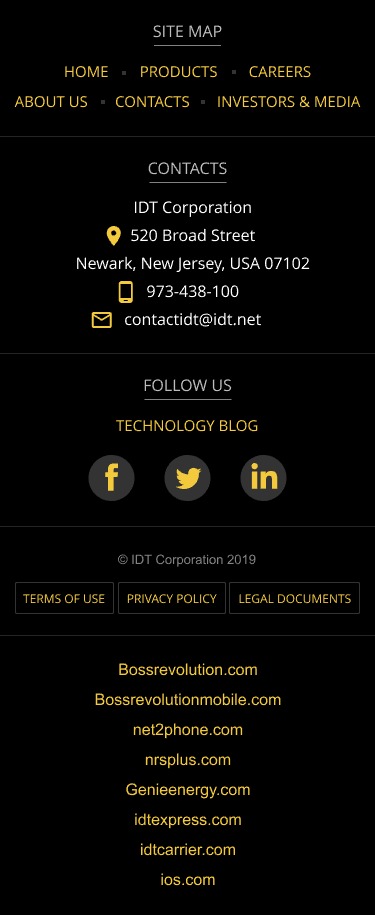 SITE MAP
HOME PRODUCTS CAREERS
ABOUT US CONTACTS INVESTORS & MEDIA
CONTACTS
IDT Corporation
520 Broad Street
Newark, New Jersey, USA 07102
973-438-100
contactidt@idt.net
FOLLOW US
TECHNOLOGY BLOG
© IDT Corporation 2019
TERMS OF USE PRIVACY POLICY LEGAL DOCUMENTS
Bossrevolution.com
Bossrevolutionmobile.com
net2phone.com
nrsplus.com
Genieenergy.com
idtexpress.com
idtcarrier.com
ios.com